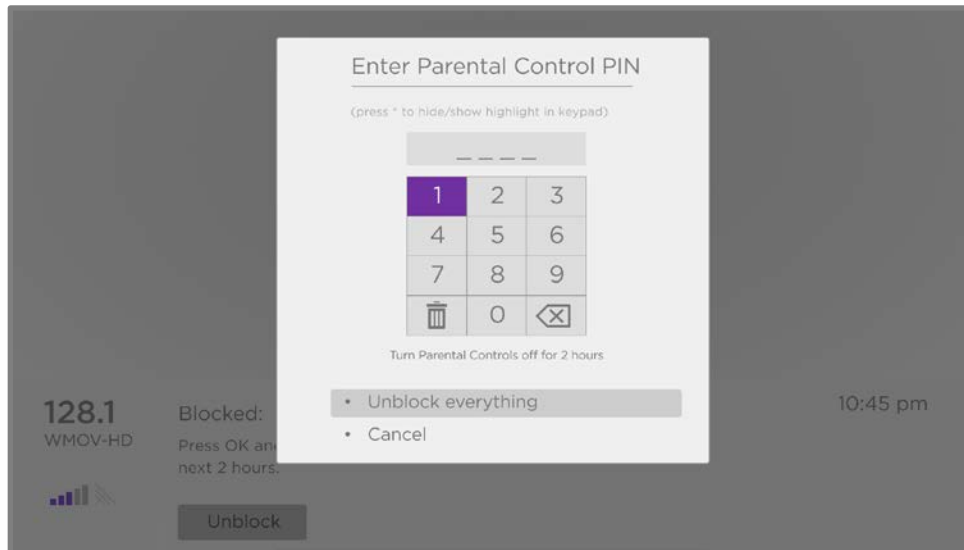 Enter Parental Control PIN
(press * to hide/show highlight in keypad)
_ _ _ _
1 2 3
4 5 6
7 8 9
0
Turn Parental Controls off for 2 hours
• Unblock everything
• Cancel
128.1
WMOV-HD
Blocked:
Press OK an
next 2 hours.
Unblock
10:45 pm